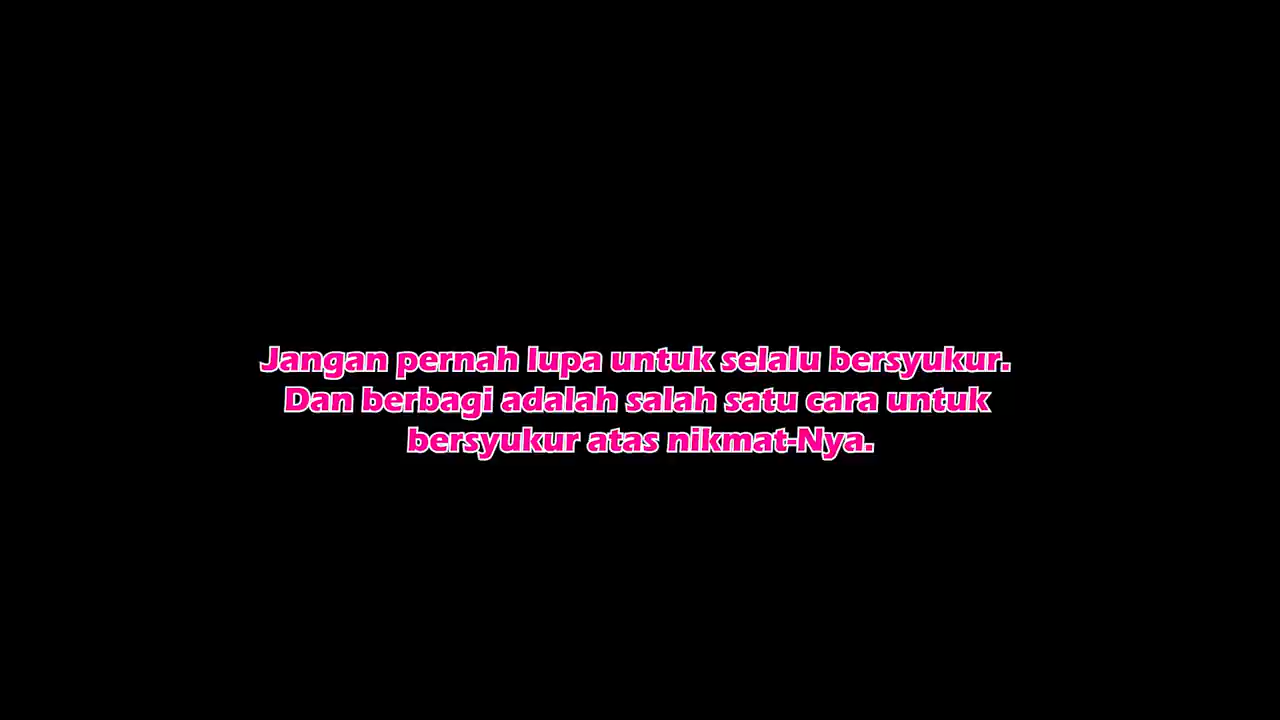 Jangan pernah lupa untuk selalu bersyukur.
Dan berbagi adalah salah satu cara untuk
bersyukur atas nikmat-Nya.